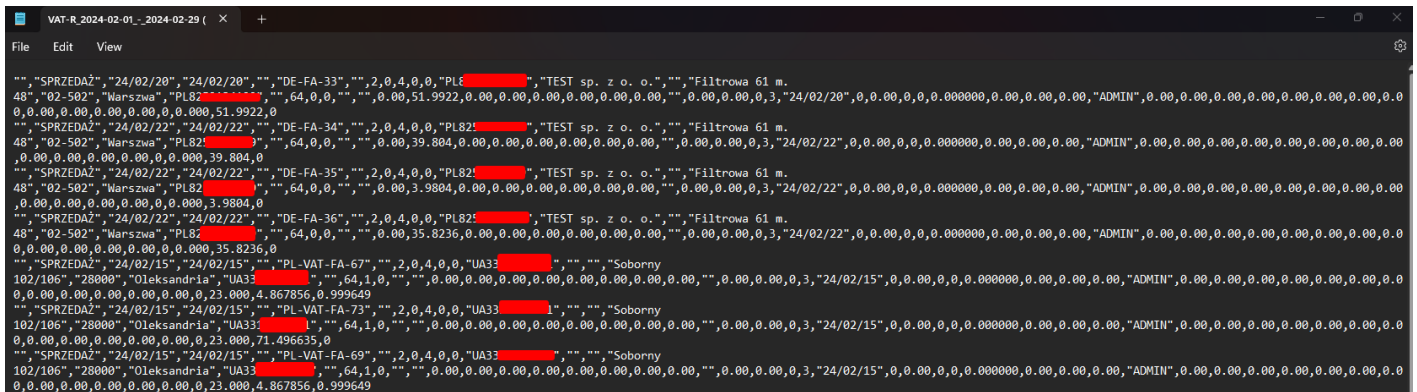 VAT-R_2024-02-01_-_2024-02-29 (
File Edit View
"","SPRZEDAŻ","24/02/20","24/02/20","","DE-FA-33","",2,0,4,0,0,"PL8 ","TEST sp. z o. o.","","Filtrowa 61 m.
48","02-502","Warszwa","PL82 ","",64,0,0,"","",0.00,51.9922,0.00,0.00,0.00,0.00,0.00,0.00,"",0.00,0.00,0,3,"24/02/20",0,0.00,0,0,0.000000,0.00,0.00,0.00,"ADMIN",0.00,0.00,0.00,0.00,0.00,0.00,0.00,0.0
0,0.00,0.00,0.00,0.00,0,0.000,51.9922,0
"","SPRZEDAŻ","24/02/22","24/02/22","","DE-FA-34","",2,0,4,0,0,"PL825 ","TEST sp. z o. o.","","Filtrowa 61 m.
48","02-502","Warszwa","PL825 ","",64,0,0,"","",0.00,39.804,0.00,0.00,0.00,0.00,0.00,0.00,"",0.00,0.00,0,3,"24/02/22",0,0.00,0,0,0.000000,0.00,0.00,0.00,"ADMIN",0.00,0.00,0.00,0.00,0.00,0.00,0.00,0.00
,0.00,0.00,0.00,0.00,0,0.000,39.804,0
"","SPRZEDAŻ","24/02/22","24/02/22","","DE-FA-35","",2,0,4,0,0,"PL82 ","TEST sp. z o. o.","","Filtrowa 61 m.
48","02-502","Warszwa","PL82 ","",64,0,0,"","",0.00,3.9804,0.00,0.00,0.00,0.00,0.00,0.00,"",0.00,0.00,0,3,"24/02/22",0,0.00,0,0,0.000000,0.00,0.00,0.00,"ADMIN",0.00,0.00,0.00,0.00,0.00,0.00,0.00,0.00
,0.00,0.00,0.00,0.00,0,0.000,3.9804,0
"","SPRZEDAŻ","24/02/22","24/02/22","","DE-FA-36","",2,0,4,0,0,"PL825 ","TEST sp. z o. o.","","Filtrowa 61 m.
48","02-502","Warszwa","PL82 ","",64,0,0,"","",0.00,35.8236,0.00,0.00,0.00,0.00,0.00,0.00,"",0.00,0.00,0,3,"24/02/22",0,0.00,0,0,0.000000,0.00,0.00,0.00,"ADMIN",0.00,0.00,0.00,0.00,0.00,0.00,0.00,0.0
0,0.00,0.00,0.00,0.00,0,0.000,35.8236,0
"","SPRZEDAŻ","24/02/15","24/02/15","","PL-VAT-FA-67","",2,0,4,0,0,"UA33 ","","","Soborny
102/106","28000","Oleksandria","UA33 ","",64,1,0,"","",0.00,0.00,0.00,0.00,0.00,0.00,0.00,0.00,"",0.00,0.00,0,3,"24/02/15",0,0.00,0,0,0.000000,0.00,0.00,0.00,"ADMIN",0.00,0.00,0.00,0.00,0.00,0.00,0.00,0.0
0,0.00,0.00,0.00,0.00,0.00,0,23.000,4.867856,0.999649
"","SPRZEDAŻ","24/02/15","24/02/15","","PL-VAT-FA-73","",2,0,4,0,0,"UA33 1","","","Soborny
102/106","28000","Oleksandria","UA33 ","",64,1,0,"","",0.00,0.00,0.00,0.00,0.00,0.00,0.00,0.00,"",0.00,0.00,0,3,"24/02/15",0,0.00,0,0,0.000000,0.00,0.00,0.00,"ADMIN",0.00,0.00,0.00,0.00,0.00,0.00,0.00,0.0
0,0.00,0.00,0.00,0.00,0.00,0,23.000,71.496635,0
"","SPRZEDAŻ","24/02/15","24/02/15","","PL-VAT-FA-69","",2,0,4,0,0,"UA33 ","","","Soborny
102/106","28000","Oleksandria","UA33 ","",64,1,0,"","",0.00,0.00,0.00,0.00,0.00,0.00,0.00,0.00,"",0.00,0.00,0,3,"24/02/15",0,0.00,0,0,0.000000,0.00,0.00,0.00,"ADMIN",0.00,0.00,0.00,0.00,0.00,0.00,0.00,0.0
0,0.00,0.00,0.00,0.00,0.00,0,23.000,4.867856,0.999649